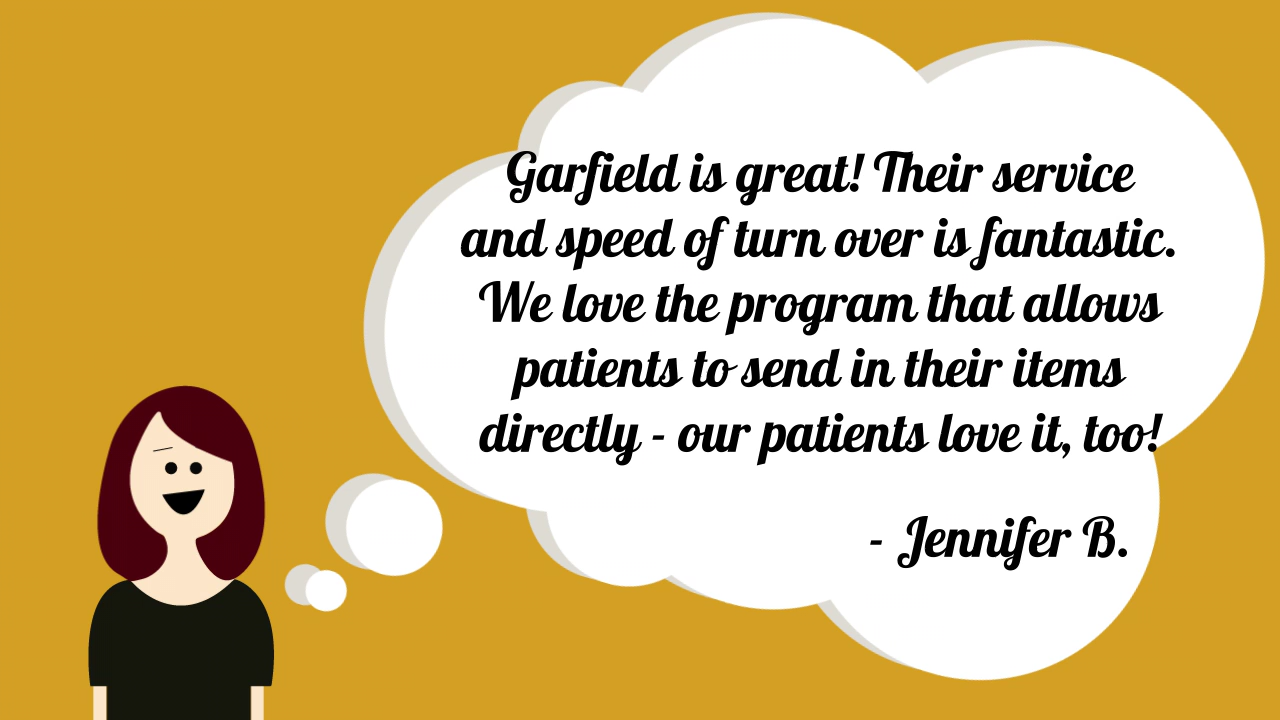 Garfield is great! Their service
and speed of turn over is fantastic.
We love the program that allows
patients to send in their items
directly - our patients love it, too!
- Jennifer B.